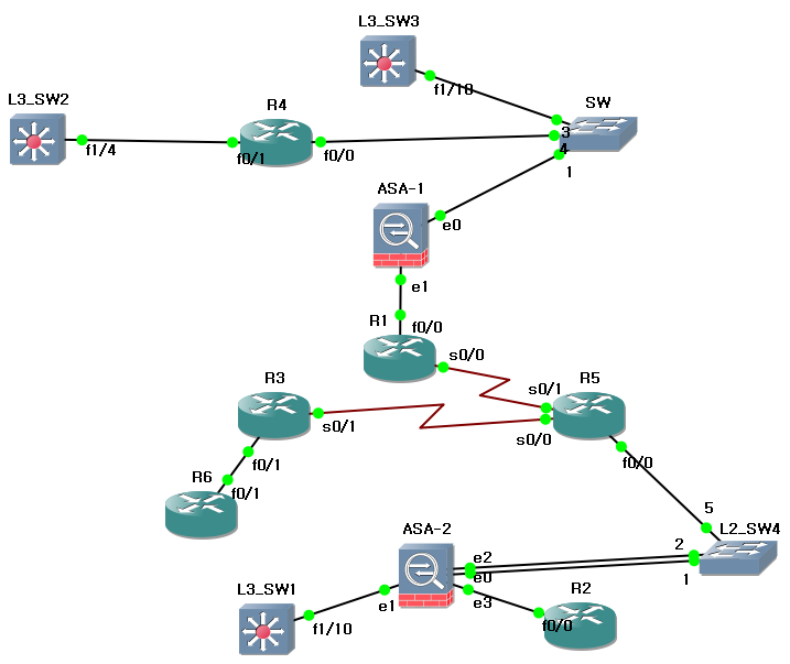 L3_SW3
f1/10
SW
L3_SW2
R4
f1/4
f0/1
f0/0
3
4
1
ASA-1
e0
e1
R1
f0/0
s0/0
R3
s0/1
s0/1
R5
s0/0
f0/1
f0/0
R6
f0/1
5
L2_SW4
ASA-2
e2
2
e0
1
L3_SW1
e1
e3
R2
f1/10
f0/0